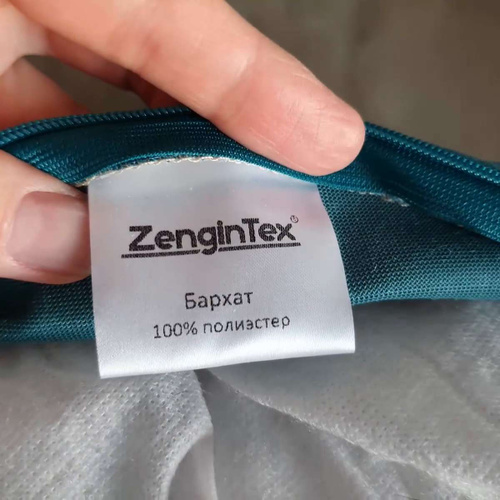 ZenginTex®
Бархат
100% полиэстер